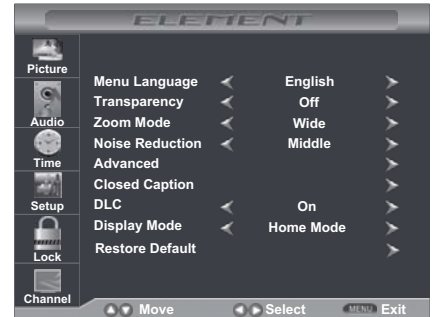 ELEMENT
Picture
Audio
Time
Setup
Lock
Channel
Menu Language English
Transparency Off
Zoom Mode Wide
Noise Reduction Middle
Advanced
Closed Caption
DLC On
Display Mode Home Mode
Restore Default
Move Select MENU Exit